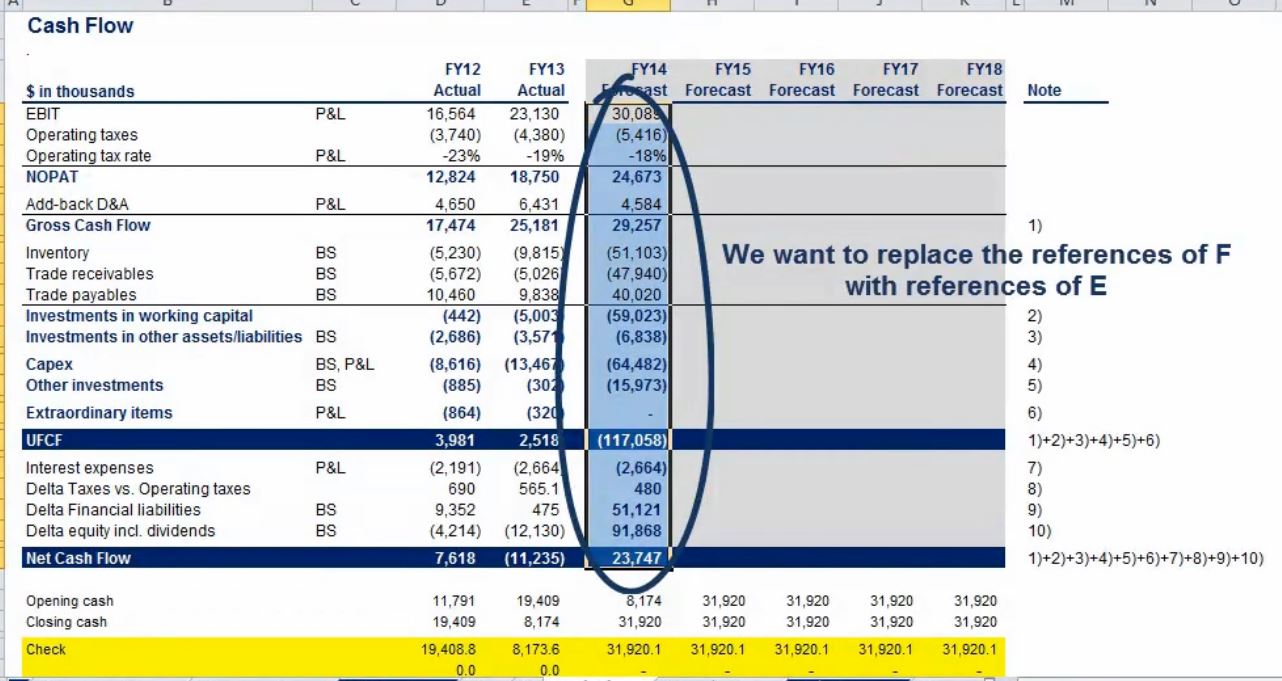 A B C D E F G H I J K L M N O
Cash Flow
FY12 FY13 FY14 FY15 FY16 FY17 FY18
$ in thousands Actual Actual Forecast Forecast Forecast Forecast Forecast Note
EBIT P&L 16,564 23,130 30,089
Operating taxes (3,740) (4,380) (5,416)
Operating tax rate P&L -23% -19% -18%
NOPAT 12,824 18,750 24,673
Add-back D&A P&L 4,650 6,431 4,584
Gross Cash Flow 17,474 25,181 29,257 1)
Inventory BS (5,230) (9,815) (51,103)
Trade receivables BS (5,672) (5,026) (47,940)
Trade payables BS 10,460 9,838 40,020
We want to replace the references of F
with references of E
Investments in working capital (442) (5,003) (59,023) 2)
Investments in other assets/liabilities BS (2,686) (3,571) (6,838) 3)
Capex BS, P&L (8,616) (13,467) (64,482) 4)
Other investments BS (885) (302) (15,973) 5)
Extraordinary items P&L (864) (320) - 6)
UFCF 3,981 2,518 (117,058) 1)+2)+3)+4)+5)+6)
Interest expenses P&L (2,191) (2,664) (2,664) 7)
Delta Taxes vs. Operating taxes 690 565.1 480 8)
Delta Financial liabilities BS 9,352 475 51,121 9)
Delta equity incl. dividends BS (4,214) (12,130) 91,868 10)
Net Cash Flow 7,618 (11,235) 23,747 1)+2)+3)+4)+5)+6)+7)+8)+9)+10)
Opening cash 11,791 19,409 8,174 31,920 31,920 31,920 31,920
Closing cash 19,409 8,174 31,920 31,920 31,920 31,920 31,920
Check 19,408.8 8,173.6 31,920.1 31,920.1 31,920.1 31,920.1 31,920.1
0.0 0.0 - - - - -